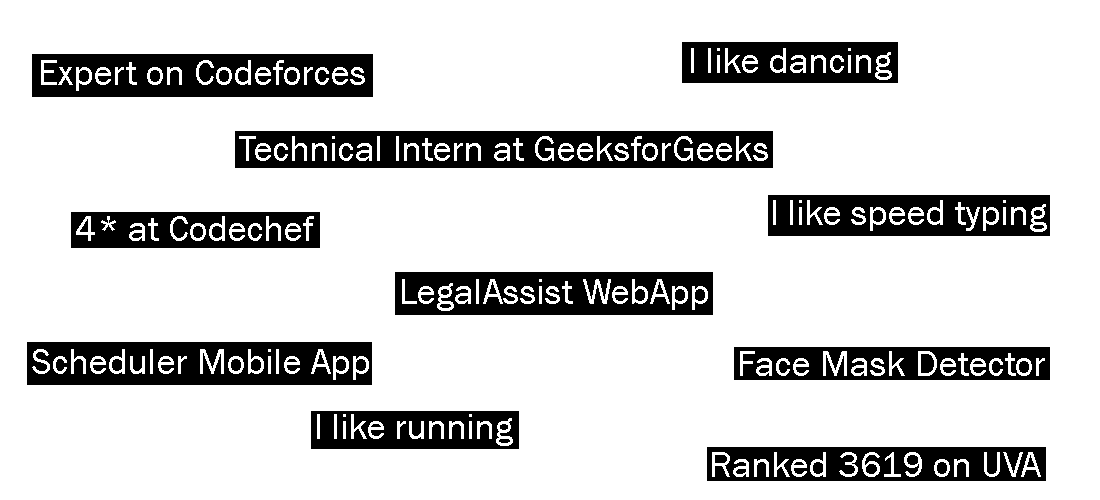 Expert on Codeforces
I like dancing
Technical Intern at GeeksforGeeks
I like speed typing
4* at Codechef
LegalAssist WebApp
Scheduler Mobile App
Face Mask Detector
I like running
Ranked 3619 on UVA